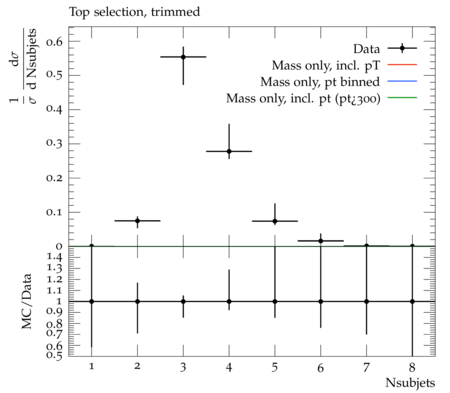 Top selection, trimmed
1/σ dσ/d Nsubjets
0.6
0.5
0.4
0.3
0.2
0.1
0
Data
Mass only, incl. pT
Mass only, pt binned
Mass only, incl. pt (pt¿300)
MC/Data
1.4
1.3
1.2
1.1
1
0.9
0.8
0.7
0.6
0.5
1 2 3 4 5 6 7 8
Nsubjets